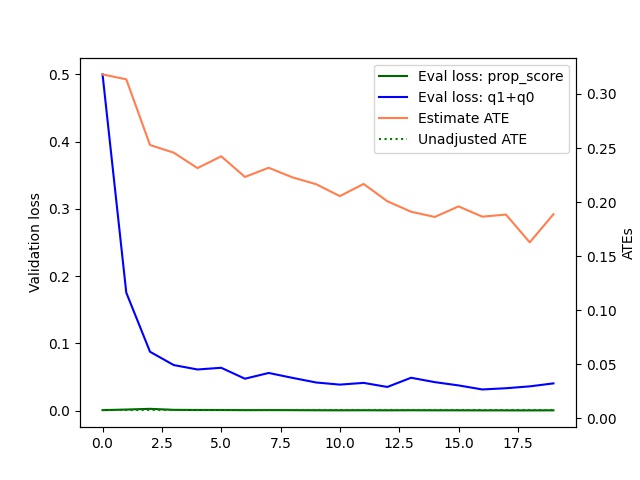 Eval loss: prop_score
Eval loss: q1+q0
Estimate ATE
Unadjusted ATE
Validation loss
0.5
0.4
0.3
0.2
0.1
0.0
0.30
0.25
0.20
0.15
0.10
0.05
0.00
ATEs
0.0 2.5 5.0 7.5 10.0 12.5 15.0 17.5